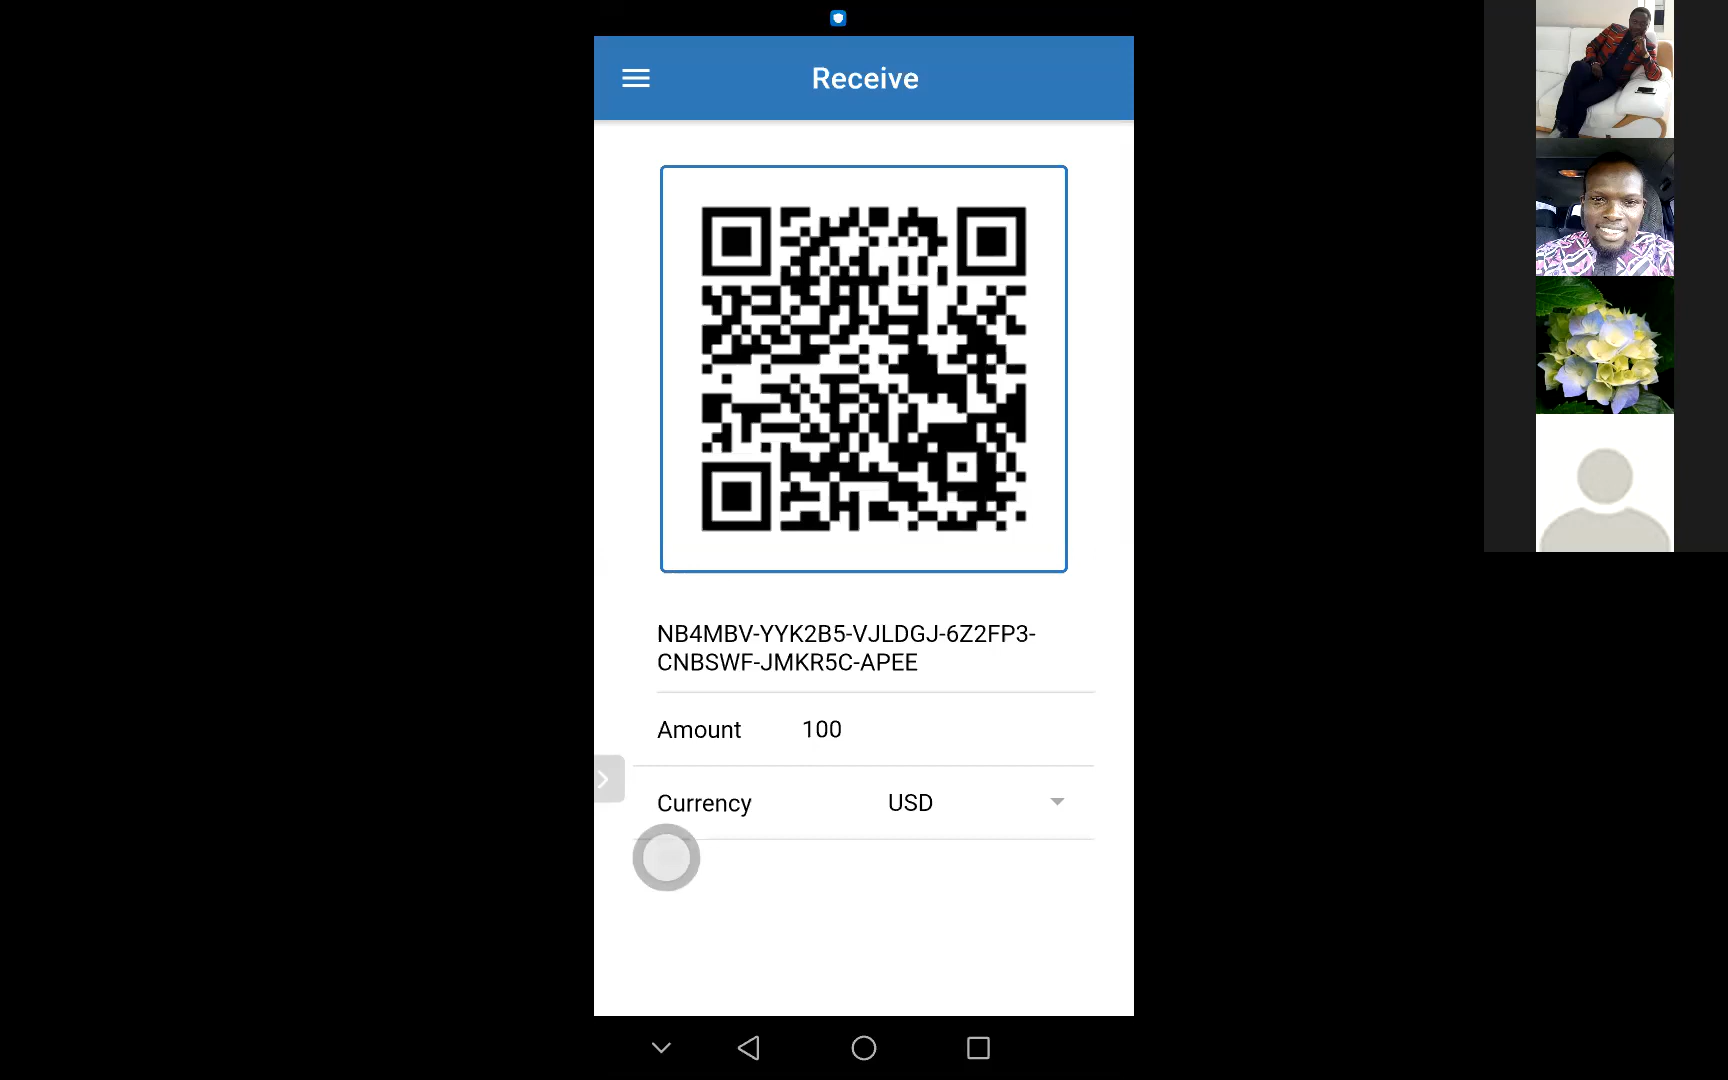 Receive
NB4MBV-YYK2B5-VJLDGJ-6Z2FP3-
CNBSWF-JMKR5C-APEE
Amount 100
Currency USD